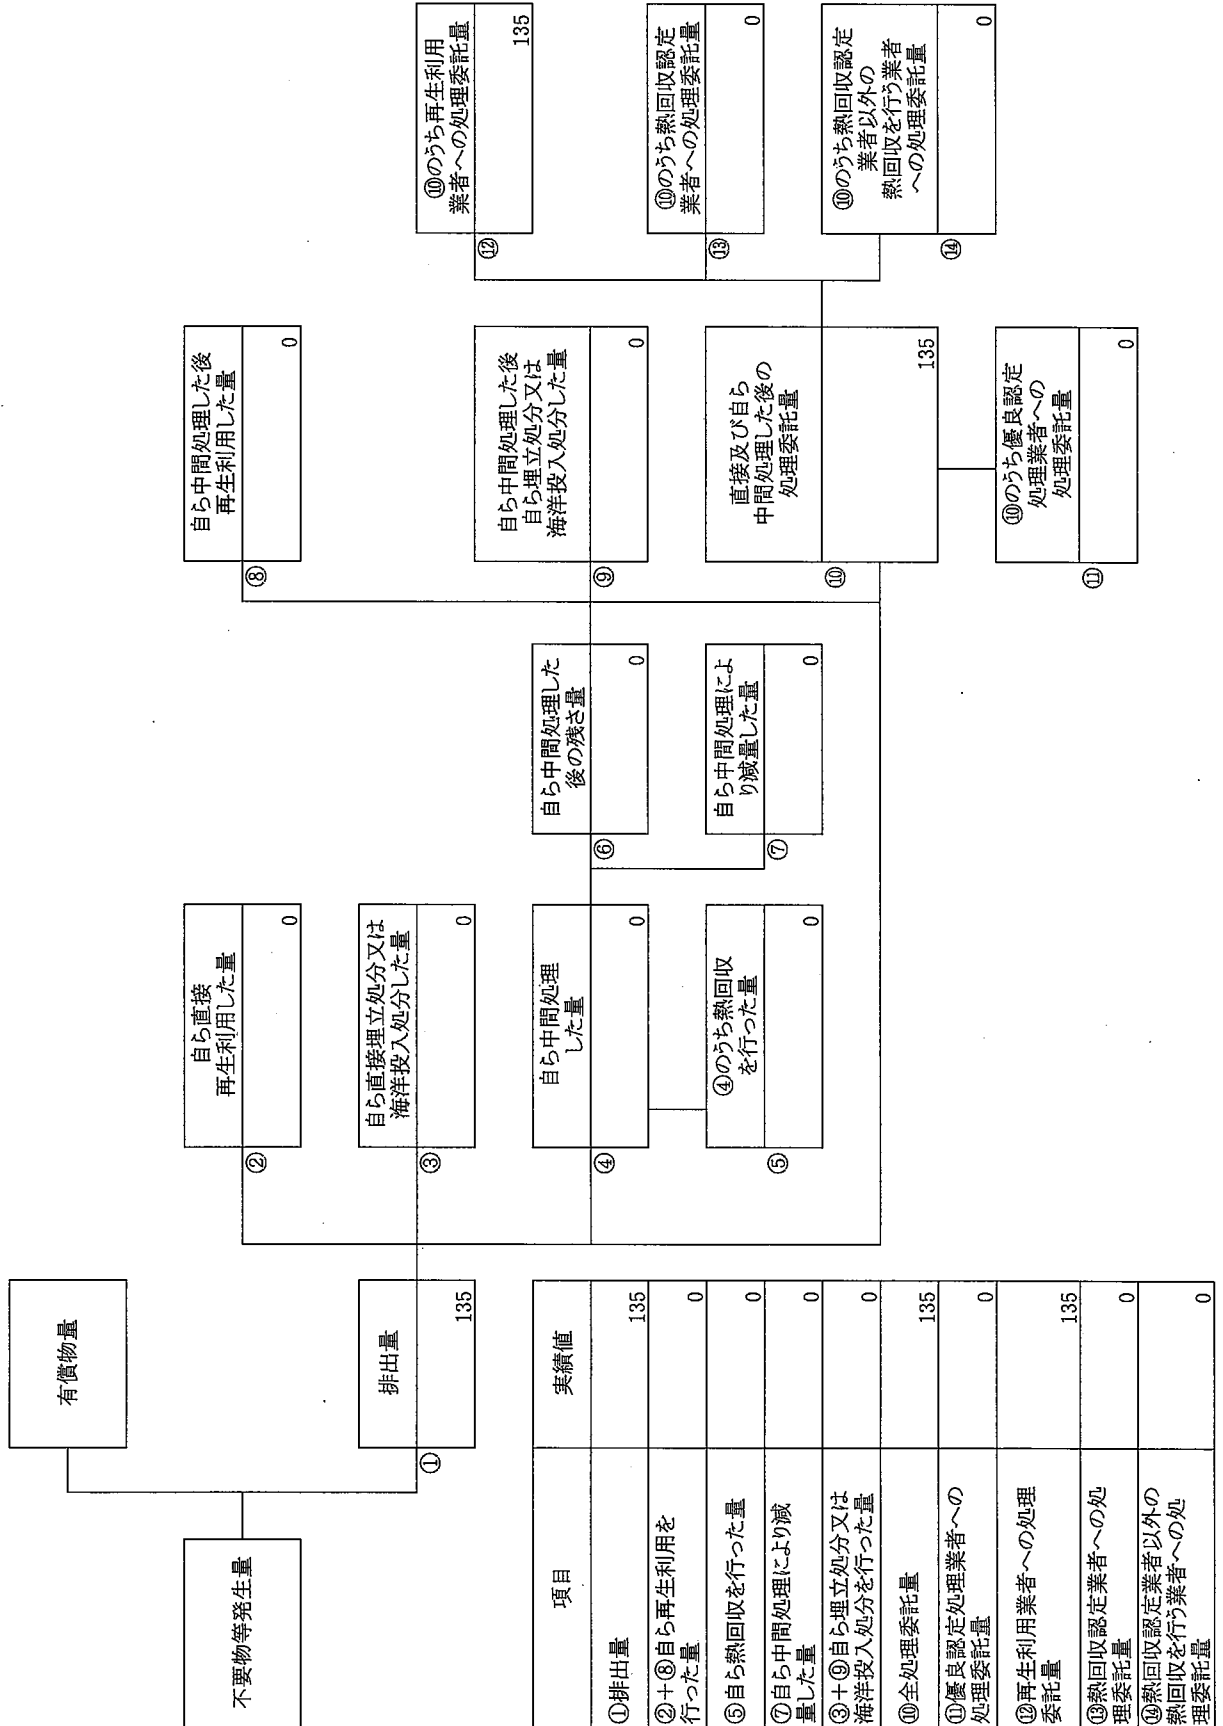 不要物等発生量
有償物量
①
排出量
135
②
自ら直接
再生利用した量
0
③
自ら直接埋立処分又は
海洋投入処分した量
0
④
自ら中間処理
した量
0
⑤
④のうち熱回収
を行った量
0
⑥
自ら中間処理した
後の残さ量
0
⑦
自ら中間処理によ
り減量した量
0
⑧
自ら中間処理した後
再生利用した量
0
⑨
自ら中間処理した後
自ら埋立処分又は
海洋投入処分した量
0
⑩
直接及び自ら
中間処理した後の
処理委託量
135
⑪
⑩のうち優良認定
処理業者への
処理委託量
0
⑫
⑩のうち再生利用
業者への処理委託量
135
⑬
⑩のうち熱回収認定
業者への処理委託量
0
⑭
⑩のうち熱回収認定
業者以外の
熱回収を行う業者
への処理委託量
0
項目 実績値
①排出量 135
②+⑧自ら再生利用を
行った量 0
⑤自ら熱回収を行った量 0
⑦自ら中間処理により減
量した量 0
③+⑨自ら埋立処分又は
海洋投入処分を行った量 0
⑩全処理委託量 135
⑪優良認定処理業者への
処理委託量 0
⑫再生利用業者への処理
委託量 135
⑬熱回収認定業者への処
理委託量 0
⑭熱回収認定業者以外の
熱回収を行う業者への処
理委託量 0